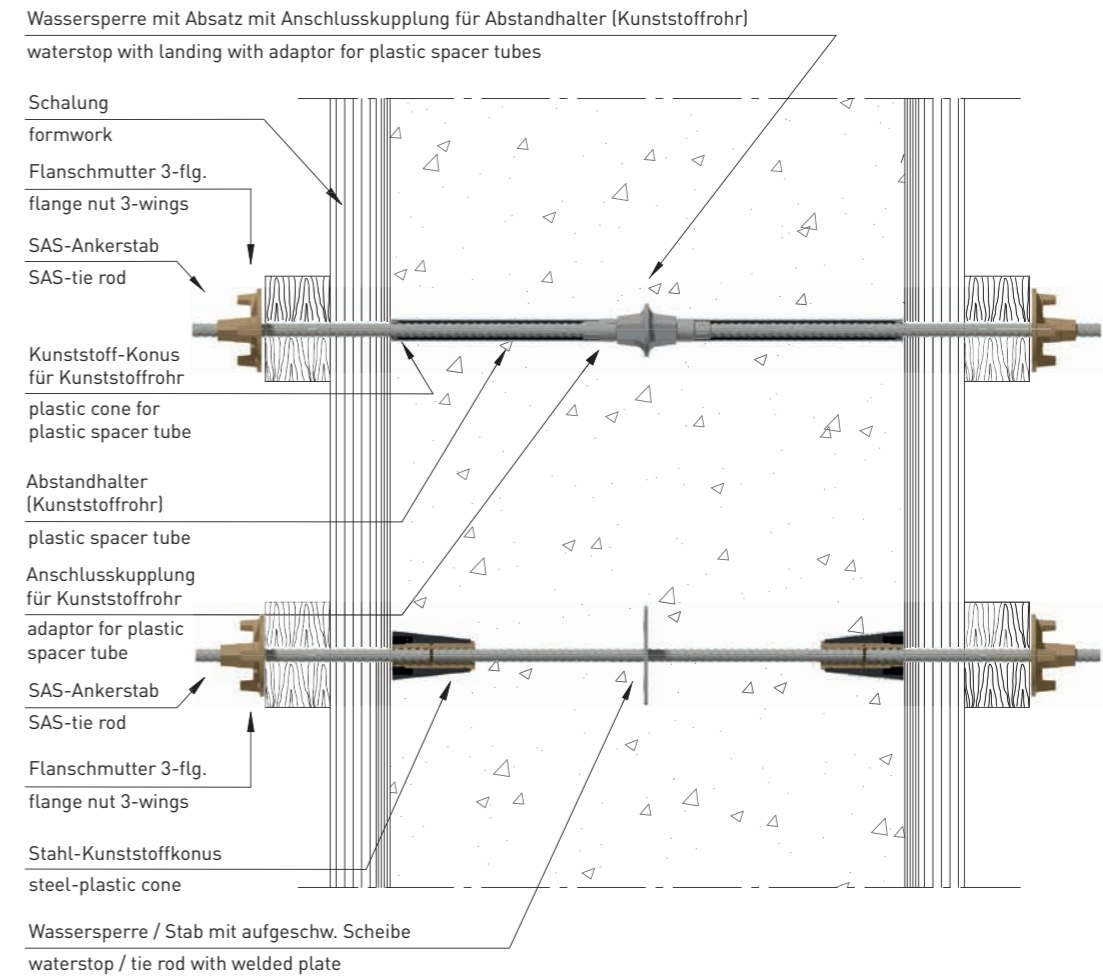 Wassersperre mit Absatz mit Anschlusskupplung für Abstandhalter (Kunststoffrohr)
waterstop with landing with adaptor for plastic spacer tubes
Schalung
formwork
Flanschmutter 3-flg.
flange nut 3-wings
SAS-Ankerstab
SAS-tie rod
Kunststoff-Konus
für Kunststoffrohr
plastic cone for
plastic spacer tube
Abstandhalter
(Kunststoffrohr)
plastic spacer tube
Anschlusskupplung
für Kunststoffrohr
adaptor for plastic
spacer tube
SAS-Ankerstab
SAS-tie rod
Flanschmutter 3-flg.
flange nut 3-wings
Stahl-Kunststoffkonus
steel-plastic cone
Wassersperre / Stab mit aufgeschw. Scheibe
waterstop / tie rod with welded plate